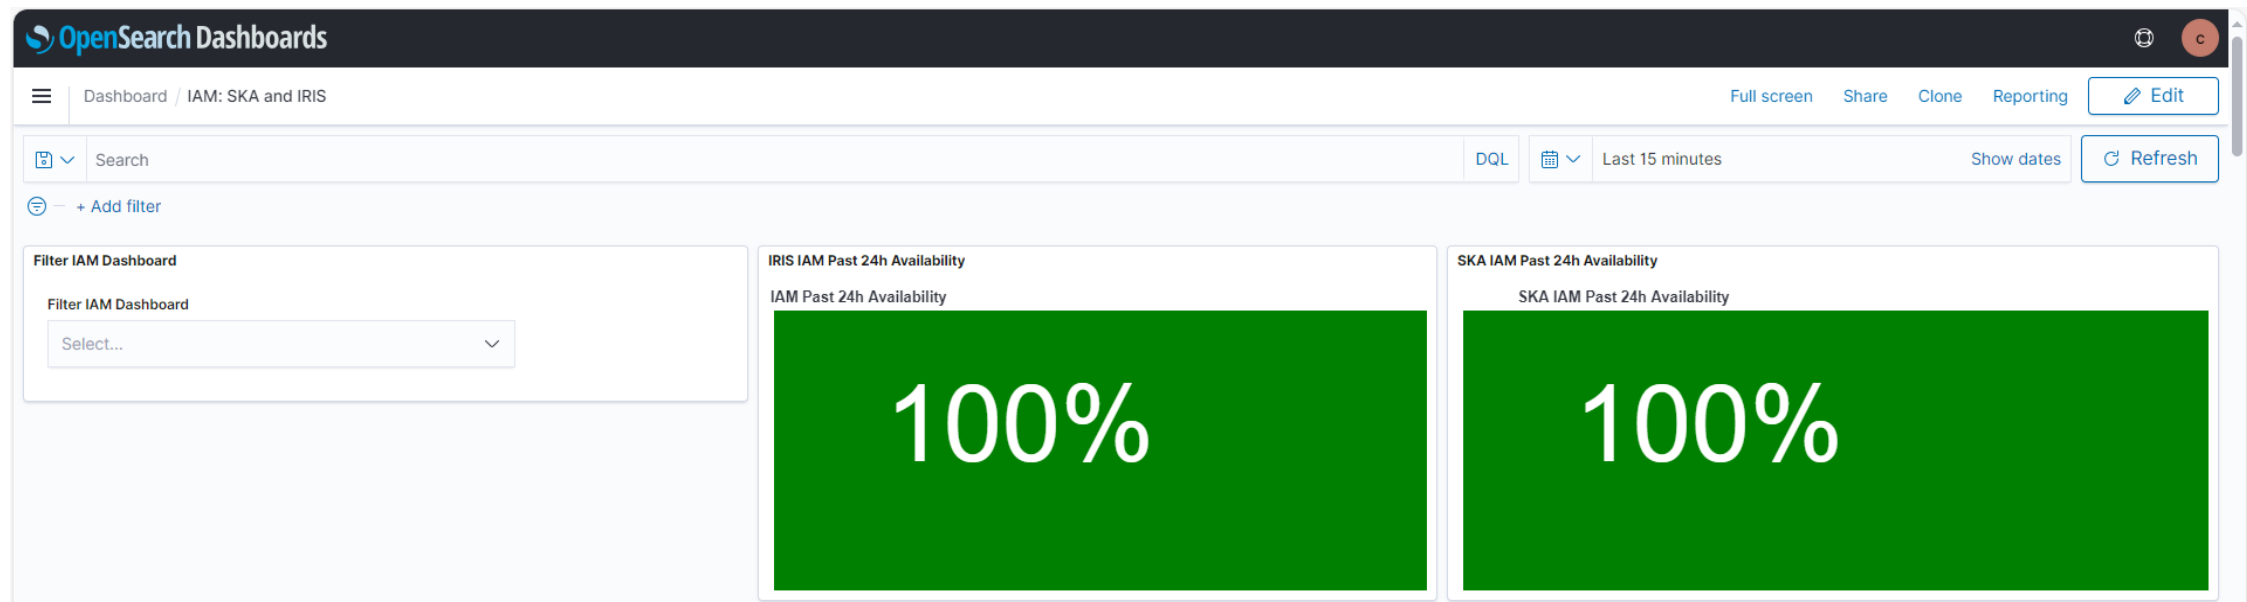 OpenSearch Dashboards
c
Dashboard / IAM: SKA and IRIS
Full screen
Share
Clone
Reporting
Edit
Search
DQL
Last 15 minutes
Show dates
Refresh
+ Add filter
Filter IAM Dashboard
Filter IAM Dashboard
Select...
IRIS IAM Past 24h Availability
IAM Past 24h Availability
100%
SKA IAM Past 24h Availability
SKA IAM Past 24h Availability
100%